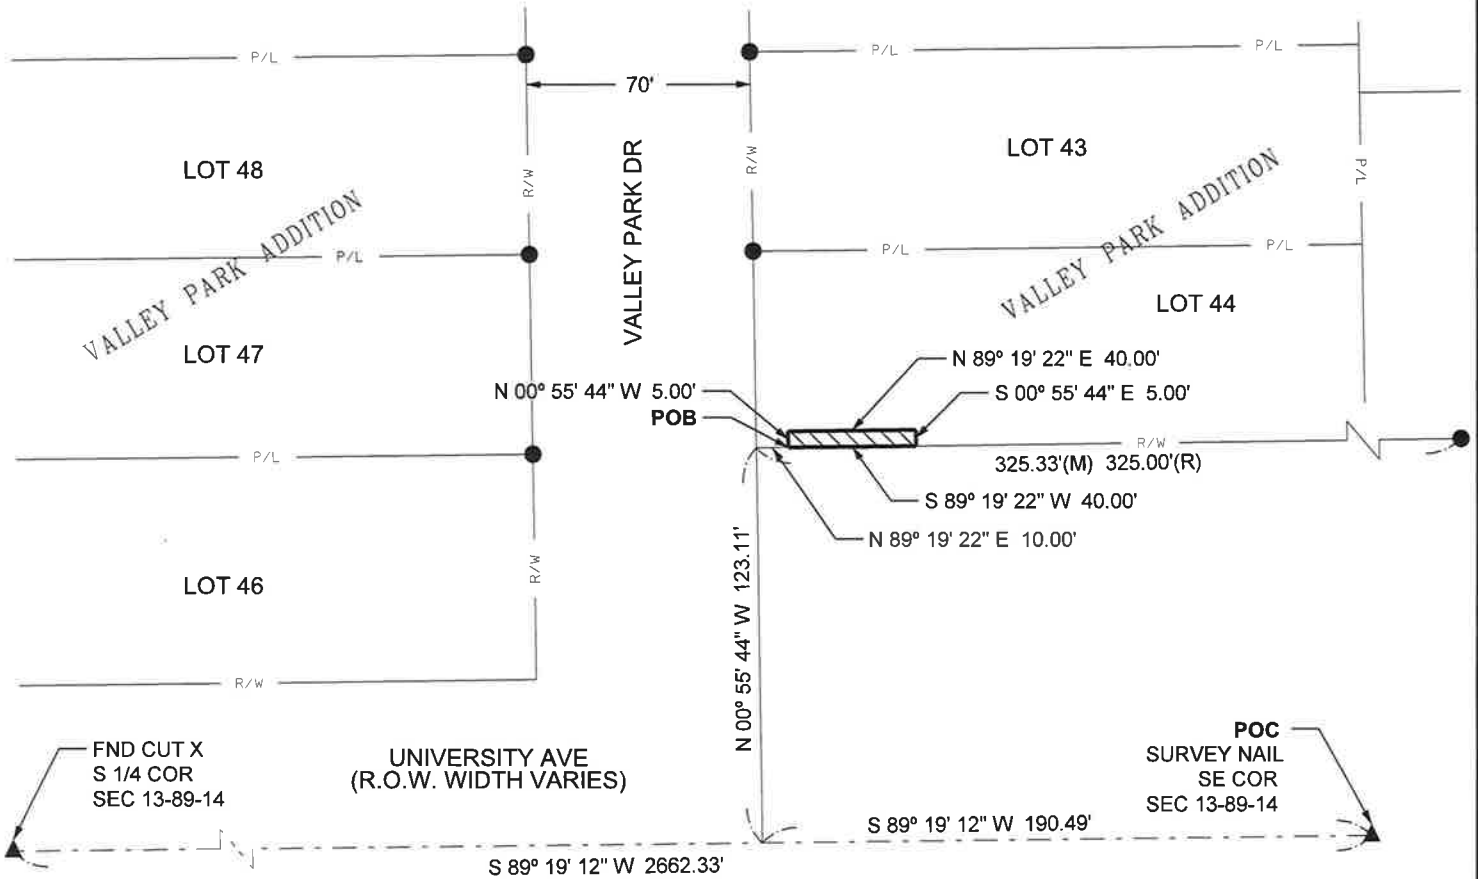 P/L
P/L
P/L
70'
LOT 48
R/W
VALLEY PARK DR
R/W
LOT 43
P/L
VALLEY PARK ADDITION
VALLEY PARK ADDITION
P/L
P/L
P/L
LOT 47
LOT 44
N 89° 19' 22" E 40.00'
N 00° 55' 44" W 5.00'
S 00° 55' 44" E 5.00'
POB
P/L
R/W
325.33'(M) 325.00'(R)
S 89° 19' 22" W 40.00'
N 89° 19' 22" E 10.00'
LOT 46
R/W
N 00° 55' 44" W 123.11'
R/W
FND CUT X
S 1/4 COR
SEC 13-89-14
UNIVERSITY AVE
(R.O.W. WIDTH VARIES)
POC
SURVEY NAIL
SE COR
SEC 13-89-14
S 89° 19' 12" W 190.49'
S 89° 19' 12" W 2662.33'